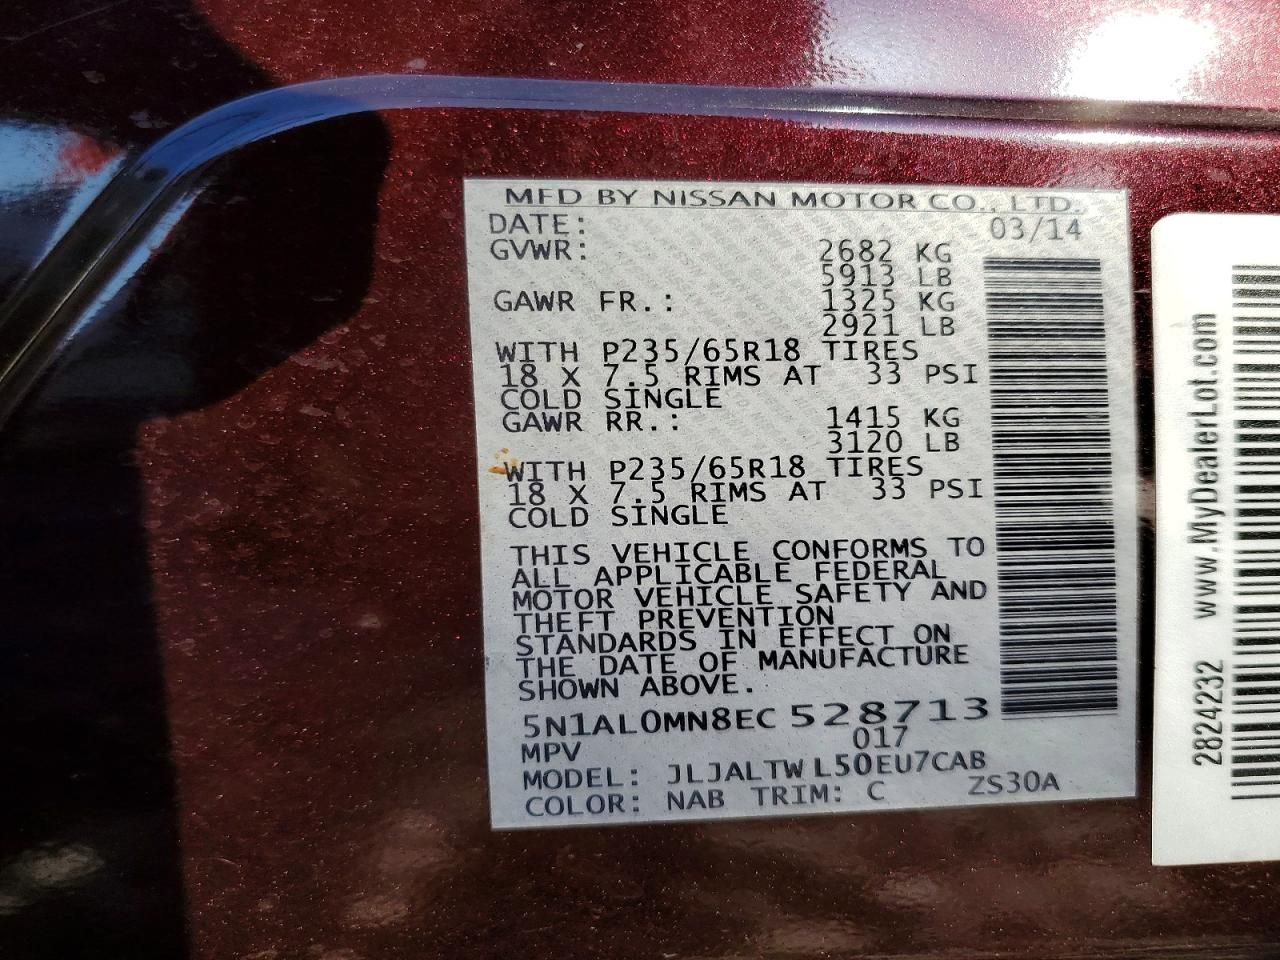 MFD BY NISSAN MOTOR CO., LTD.
DATE: 03/14
GVWR: 2682 KG
5913 LB
GAWR FR.: 1325 KG
2921 LB
WITH P235/65R18 TIRES
18 X 7.5 RIMS AT 33 PSI
COLD SINGLE
GAWR RR.: 1415 KG
3120 LB
WITH P235/65R18 TIRES
18 X 7.5 RIMS AT 33 PSI
COLD SINGLE
THIS VEHICLE CONFORMS TO
ALL APPLICABLE FEDERAL
MOTOR VEHICLE SAFETY AND
THEFT PREVENTION
STANDARDS IN EFFECT ON
THE DATE OF MANUFACTURE
SHOWN ABOVE.
5N1AL0MN8EC528713
MPV 017
MODEL: JLJALTWL50EU7CAB
COLOR: NAB TRIM: C ZS30A
2824232 www.MyDealerLot.com